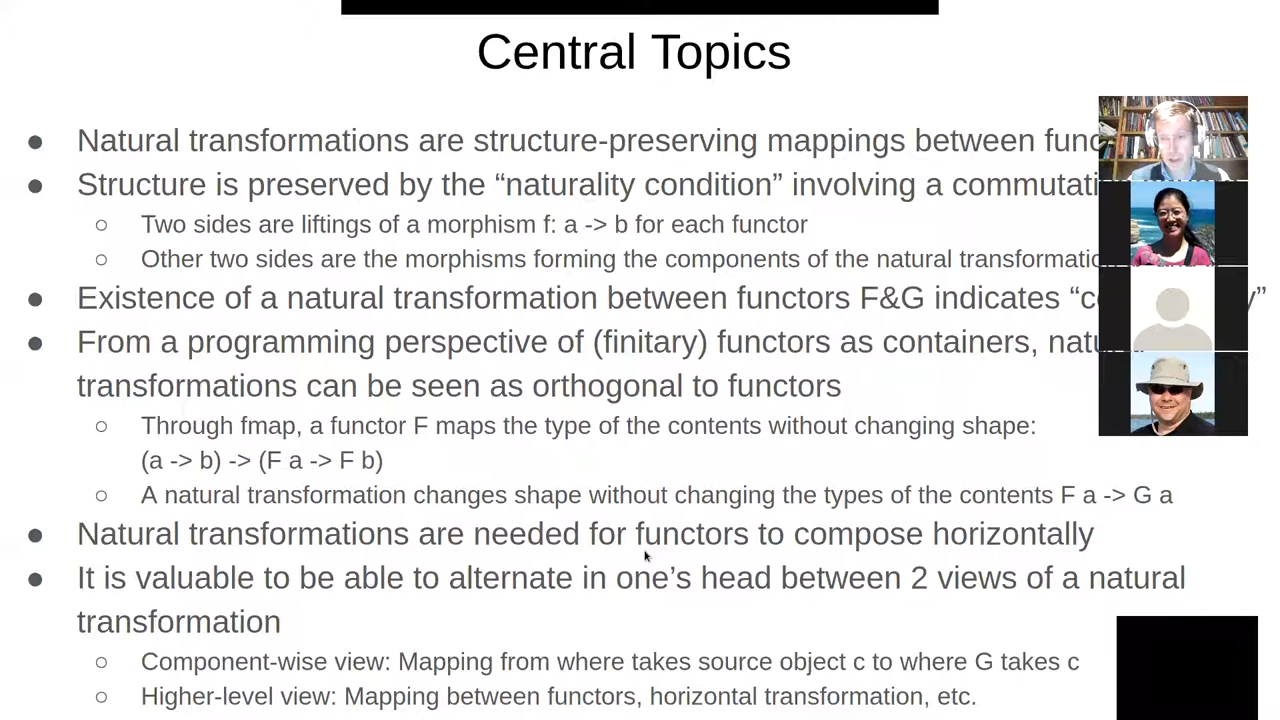 Central Topics
● Natural transformations are structure-preserving mappings between func
● Structure is preserved by the “naturality condition” involving a commutati
○ Two sides are liftings of a morphism f: a -> b for each functor
○ Other two sides are the morphisms forming the components of the natural transformatio
● Existence of a natural transformation between functors F&G indicates “c y”
● From a programming perspective of (finitary) functors as containers, natu
transformations can be seen as orthogonal to functors
○ Through fmap, a functor F maps the type of the contents without changing shape:
(a -> b) -> (F a -> F b)
○ A natural transformation changes shape without changing the types of the contents F a -> G a
● Natural transformations are needed for functors to compose horizontally
● It is valuable to be able to alternate in one’s head between 2 views of a natural
transformation
○ Component-wise view: Mapping from where takes source object c to where G takes c
○ Higher-level view: Mapping between functors, horizontal transformation, etc.